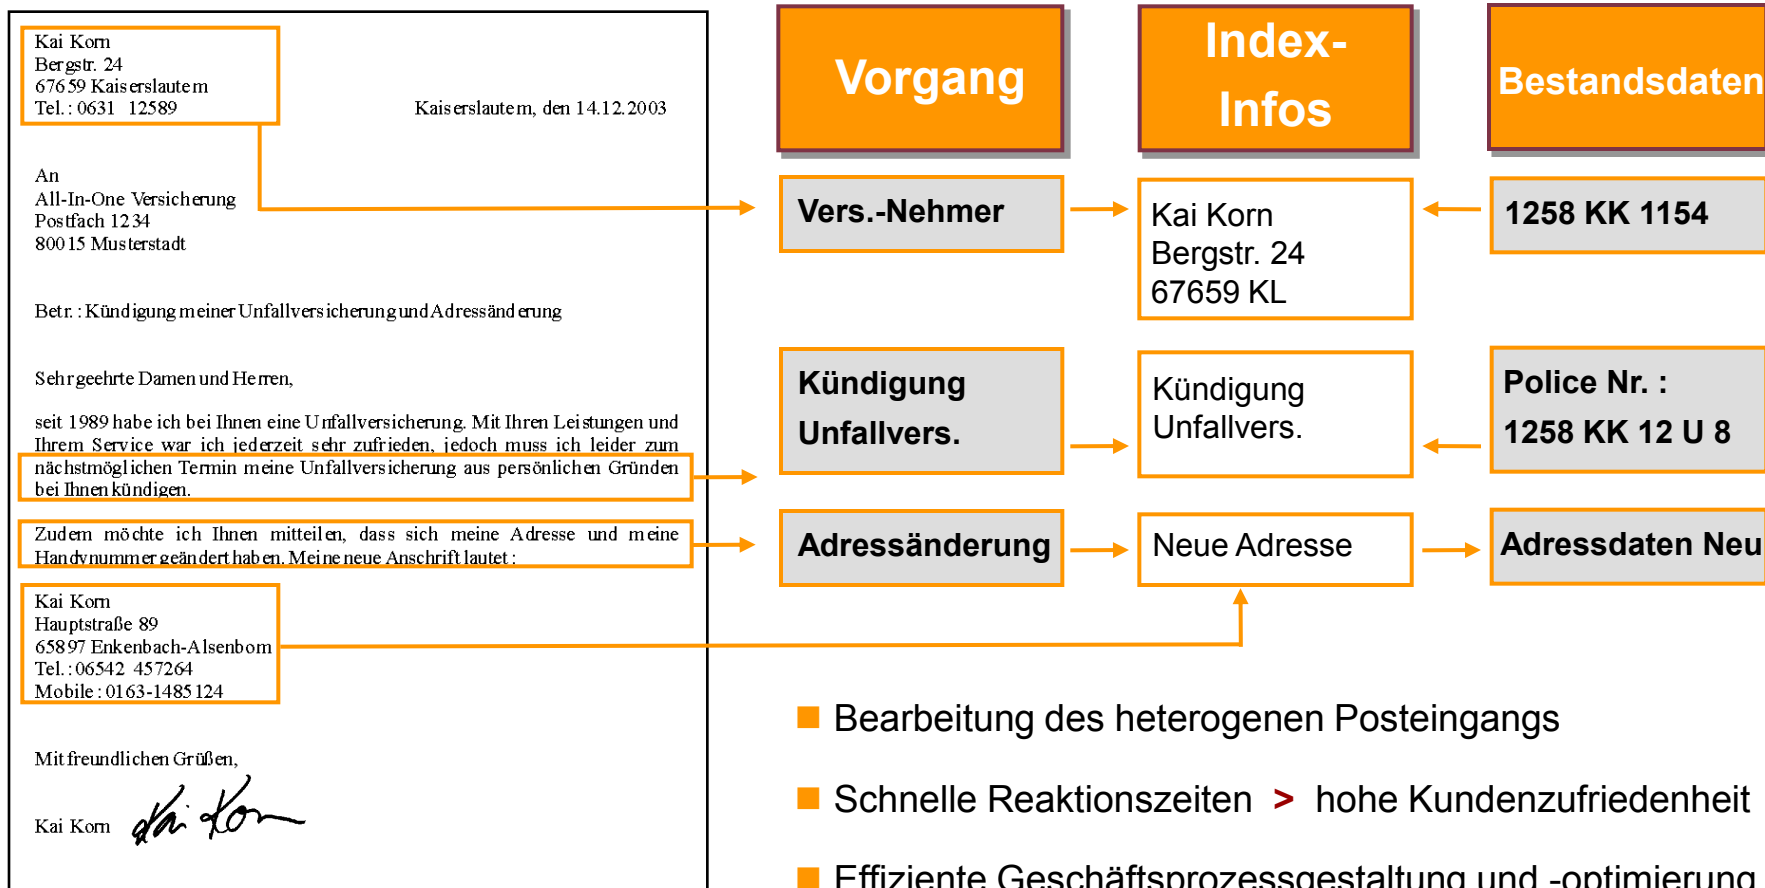 Kai Korn
Bergstr. 24
67659 Kaiserslautern
Tel.: 0631 12589
Kaiserslautern, den 14.12.2003
An
All-In-One Versicherung
Postfach 1234
80015 Musterstadt
Betr.: Kündigung meiner Unfallversicherung und Adressänderung
Sehr geehrte Damen und Herren,
seit 1989 habe ich bei Ihnen eine Unfallversicherung. Mit Ihren Leistungen und
Ihrem Service war ich jederzeit sehr zufrieden, jedoch muss ich leider zum
nächstmöglichen Termin meine Unfallversicherung aus persönlichen Gründen
bei Ihnen kündigen.
Zudem möchte ich Ihnen mitteilen, dass sich meine Adresse und meine
Handynummer geändert haben. Meine neue Anschrift lautet:
Kai Korn
Hauptstraße 89
65897 Enkenbach-Alsenborn
Tel.: 06542 457264
Mobile: 0163-1485124
Mit freundlichen Grüßen,
Kai Korn
Kai Korn
Vorgang
Index-
Infos
Bestandsdaten
Vers.-Nehmer
Kai Korn
Bergstr. 24
67659 KL
1258 KK 1154
Kündigung
Unfallvers.
Kündigung
Unfallvers.
Police Nr. :
1258 KK 12 U 8
Adressänderung
Neue Adresse
Adressdaten Neu
Bearbeitung des heterogenen Posteingangs
Schnelle Reaktionszeiten > hohe Kundenzufriedenheit
Effiziente Geschäftsprozessgestaltung und -optimierung